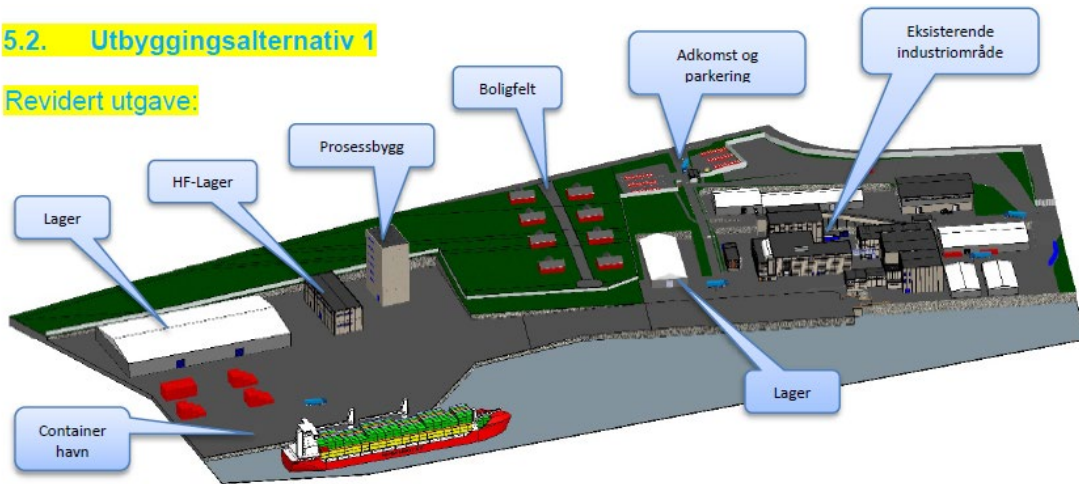 5.2. Utbyggingsalternativ 1
Revidert utgave:
Eksisterende
industriområde
Adkomst og
parkering
Boligfelt
Prosessbygg
HF-Lager
Lager
Lager
Container
havn